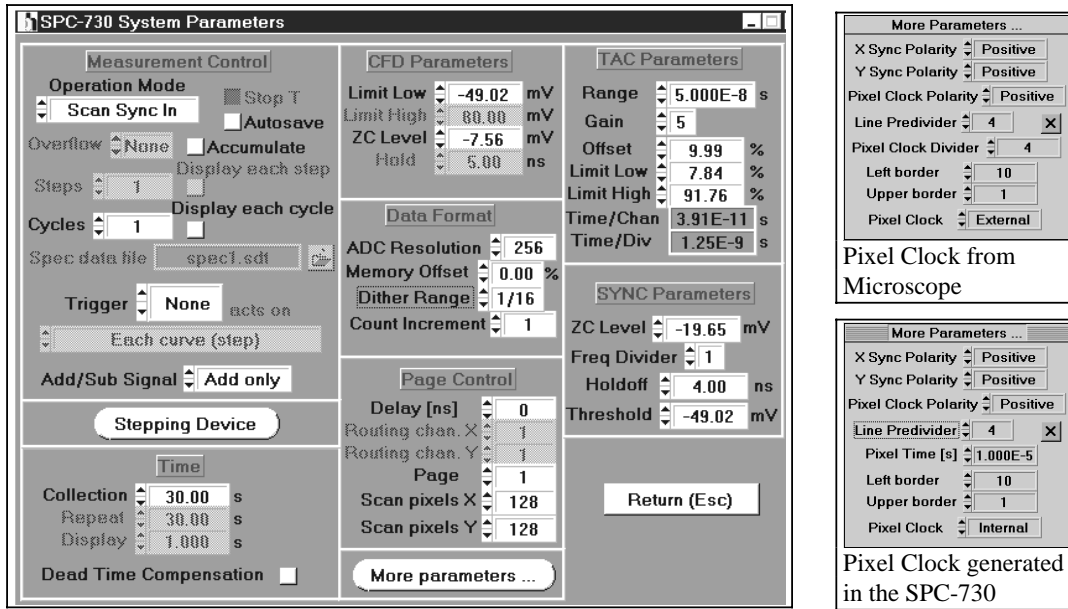 SPC-730 System Parameters
Measurement Control
Operation Mode
Scan Sync In
Stop T
Autosave
Overflow None
Accumulate
Display each step
Steps 1
Display each cycle
Cycles 1
Spec data file spec1.sdt
Trigger None acts on
Each curve (step)
Add/Sub Signal Add only
Stepping Device
Time
Collection 30.00 s
Repeat 30.00 s
Display 1.000 s
Dead Time Compensation
CFD Parameters
Limit Low -49.02 mV
Limit High 80.00 mV
ZC Level -7.56 mV
Hold 5.00 ns
Data Format
ADC Resolution 256
Memory Offset 0.00 %
Dither Range 1/16
Count Increment 1
Page Control
Delay [ns] 0
Routing chan. X 1
Routing chan. Y 1
Page 1
Scan pixels X 128
Scan pixels Y 128
More parameters ...
TAC Parameters
Range 5.000E-8 s
Gain 5
Offset 9.99 %
Limit Low 7.84 %
Limit High 91.76 %
Time/Chan 3.91E-11 s
Time/Div 1.25E-9 s
SYNC Parameters
ZC Level -19.65 mV
Freq Divider 1
Holdoff 4.00 ns
Threshold -49.02 mV
Return (Esc)
More Parameters ...
X Sync Polarity Positive
Y Sync Polarity Positive
Pixel Clock Polarity Positive
Line Predivider 4
Pixel Clock Divider 4
Left border 10
Upper border 1
Pixel Clock External
Pixel Clock from
Microscope
More Parameters ...
X Sync Polarity Positive
Y Sync Polarity Positive
Pixel Clock Polarity Positive
Line Predivider 4
Pixel Time [s] 1.000E-5
Left border 10
Upper border 1
Pixel Clock Internal
Pixel Clock generated
in the SPC-730